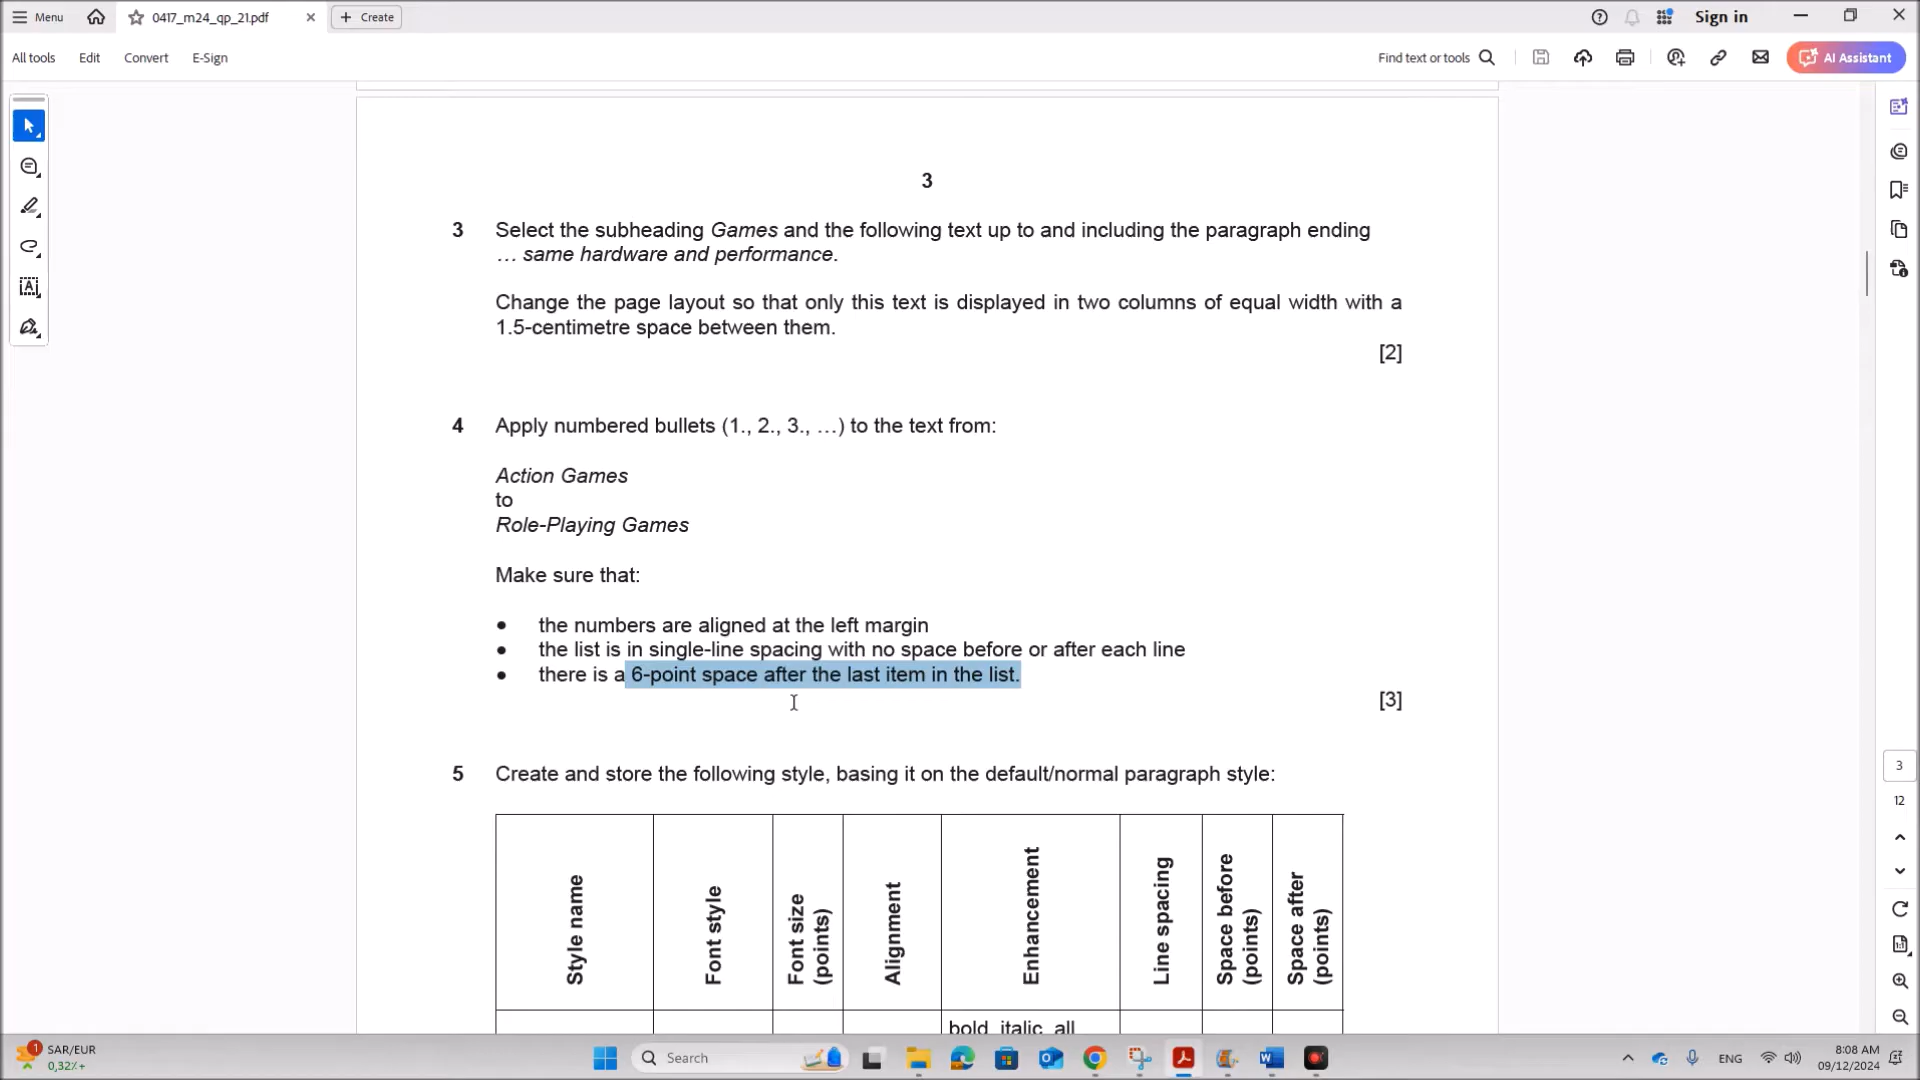 Menu
0417_m24_qp_21.pdf
Create
Sign in
All tools
Edit
Convert
E-Sign
Find text or tools
AI Assistant
3
3 Select the subheading Games and the following text up to and including the paragraph ending
… same hardware and performance.
Change the page layout so that only this text is displayed in two columns of equal width with a
1.5-centimetre space between them.
[2]
4 Apply numbered bullets (1., 2., 3., …) to the text from:
Action Games
to
Role-Playing Games
Make sure that:
• the numbers are aligned at the left margin
• the list is in single-line spacing with no space before or after each line
• there is a 6-point space after the last item in the list.
[3]
5 Create and store the following style, basing it on the default/normal paragraph style:
Style name
Font style
Font size
(points)
Alignment
Enhancement
Line spacing
Space before
(points)
Space after
(points)
bold, italic, all
3
12
1
SAR/EUR
0,32%+
Search
ENG
8:08 AM
09/12/2024